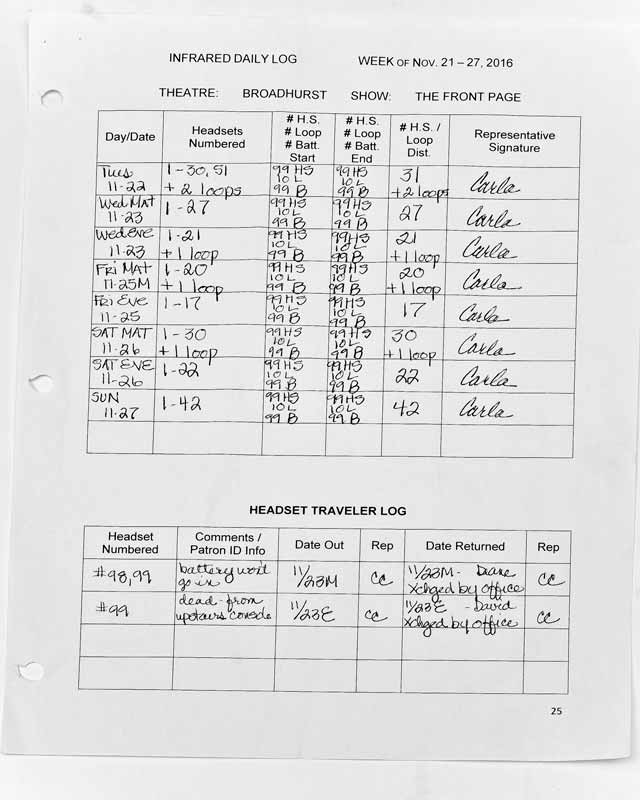 INFRARED DAILY LOG WEEK OF NOV. 21 – 27, 2016
THEATRE: BROADHURST SHOW: THE FRONT PAGE
Day/Date Headsets Numbered # H.S. # Loop # Batt. Start # H.S. # Loop # Batt. End # H.S. / Loop Dist. Representative Signature
Tues 1-30, 51 99 HS 99 HS 31 Carla
11-22 + 2 loops 10 L 10 L + 2 loops
99 B 99 B
Wed Mat 1-27 99 HS 99 HS 27 Carla
11-23 10 L 10 L
99 B 99 B
Wed Eve 1-21 99 HS 99 HS 21 Carla
11-23 + 1 loop 10 L 10 L + 1 loop
99 B 99 B
Fri Mat 1-20 99 HS 99 HS 20 Carla
11-25M + 1 loop 10 L 10 L + 1 loop
99 B 99 B
Fri Eve 1-17 99 HS 99 HS 17 Carla
11-25 10 L 10 L
99 B 99 B
SAT MAT 1-30 99 HS 99 HS 30 Carla
11-26 + 1 loop 10 L 10 L + 1 loop
99 B 99 B
SAT EVE 1-22 99 HS 99 HS 22 Carla
11-26 10 L 10 L
99 B 99 B
SUN 1-42 99 HS 99 HS 42 Carla
11-27 10 L 10 L
99 B 99 B
HEADSET TRAVELER LOG
Headset Numbered Comments / Patron ID Info Date Out Rep Date Returned Rep
#98,99 battery won't 11/23M CC 11/23M - Diane CC
go in Xchged by office
#99 dead - from 11/23E CC 11/23E - David CC
upstairs console Xchged by office
25